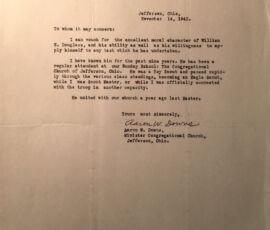 Jefferson, Ohio,
November 14, 1942.
To whom it may concern:
I can vouch for the excellent moral character of William
E. Douglass, and his ability as well as his willingness to ap-
ply himself to any task which he has undertaken.
I have known him for the past nine years. He has been a
regular attendant at our Sunday School: The Congregational
Church of Jefferson, Ohio. He was a Boy Scout and passed rapid-
ly through the various class standings, becoming an Eagle Scout,
while I was Scout Master, or while I was officially connected
with the troop in another capacity.
He united with our church a year ago last Easter.
Yours most sincerely,
Aaron W. Downs
Aaron W. Downs,
Minister Congregational Church,
Jefferson, Ohio.